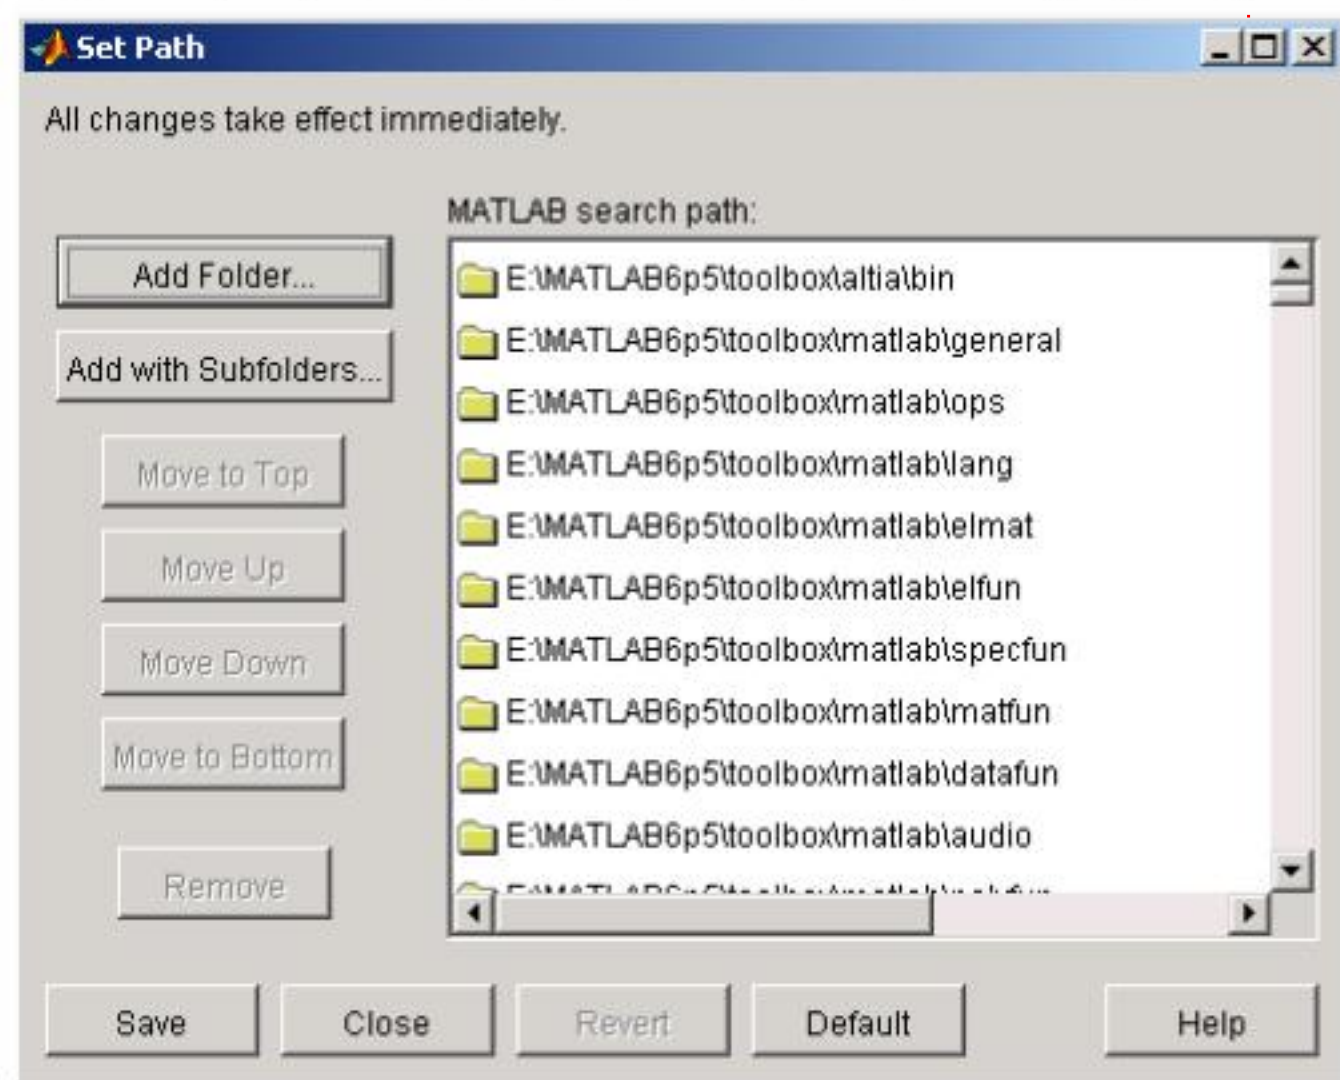 Set Path
All changes take effect immediately.
MATLAB search path:
Add Folder...
Add with Subfolders...
Move to Top
Move Up
Move Down
Move to Bottom
Remove
E:\MATLAB6p5\toolbox\altia\bin
E:\MATLAB6p5\toolbox\matlab\general
E:\MATLAB6p5\toolbox\matlab\ops
E:\MATLAB6p5\toolbox\matlab\lang
E:\MATLAB6p5\toolbox\matlab\elmat
E:\MATLAB6p5\toolbox\matlab\elfun
E:\MATLAB6p5\toolbox\matlab\specfun
E:\MATLAB6p5\toolbox\matlab\matfun
E:\MATLAB6p5\toolbox\matlab\datafun
E:\MATLAB6p5\toolbox\matlab\audio
Save
Close
Revert
Default
Help